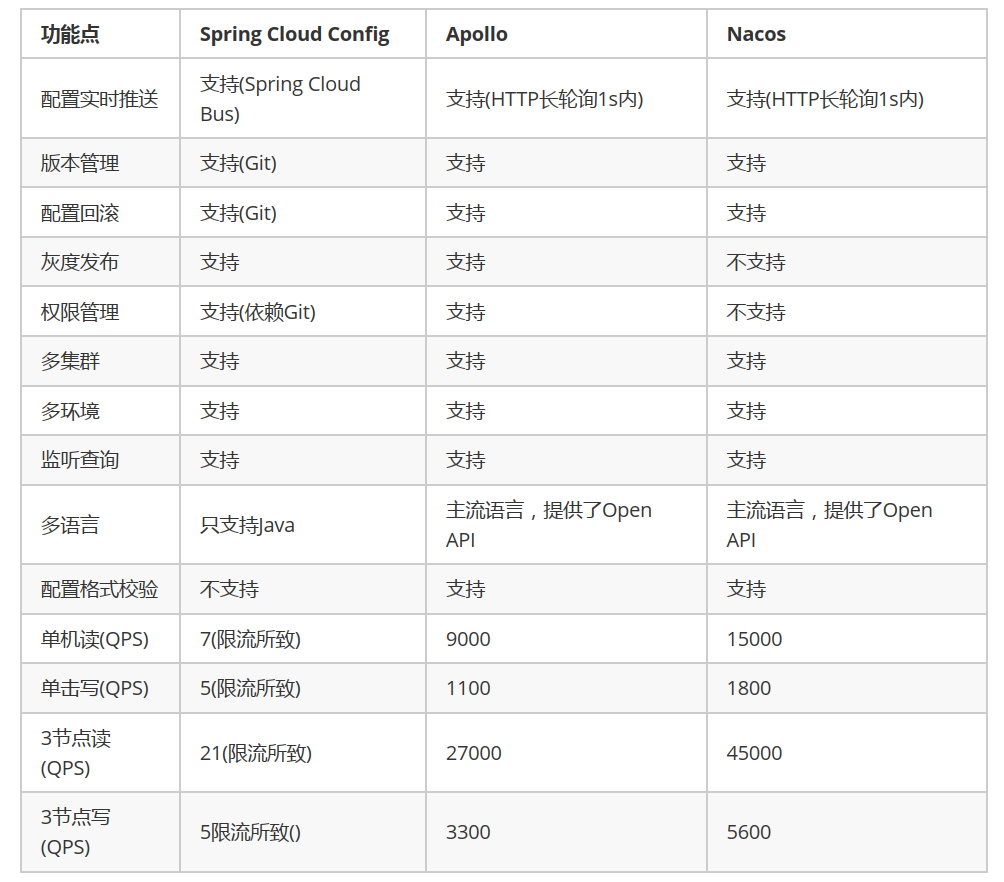 功能点 Spring Cloud Config Apollo Nacos
配置实时推送 支持(Spring Cloud Bus) 支持(HTTP长轮询1s内) 支持(HTTP长轮询1s内)
版本管理 支持(Git) 支持 支持
配置回滚 支持(Git) 支持 支持
灰度发布 支持 支持 不支持
权限管理 支持(依赖Git) 支持 不支持
多集群 支持 支持 支持
多环境 支持 支持 支持
监听查询 支持 支持 支持
多语言 只支持Java 主流语言，提供了Open API 主流语言，提供了Open API
配置格式校验 不支持 支持 支持
单机读(QPS) 7(限流所致) 9000 15000
单击写(QPS) 5(限流所致) 1100 1800
3节点读(QPS) 21(限流所致) 27000 45000
3节点写(QPS) 5限流所致() 3300 5600